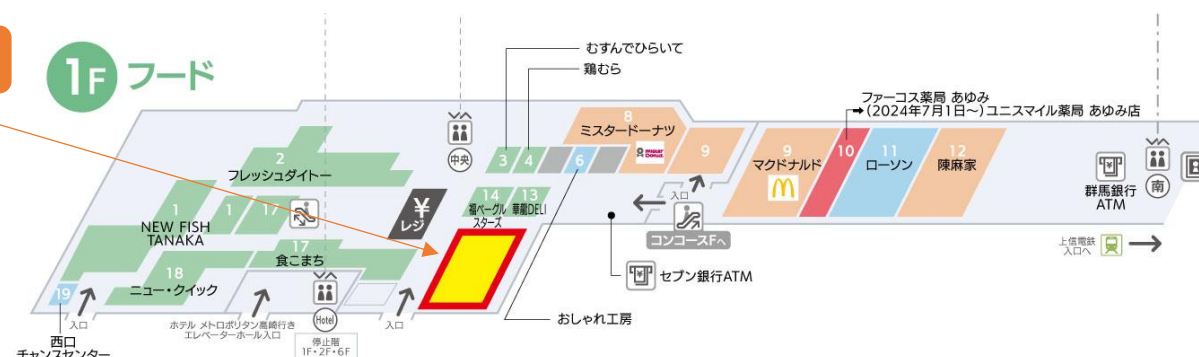 1F フード
むすんでひらいて
鶏むら
ファーコス薬局 あゆみ
➡(2024年7月1日~)ユニスマイル薬局 あゆみ店
8
ミスタードーナツ
MISTER DONUT
中央
3
4
6
9
9
マクドナルド
10
11
ローソン
12
陳麻家
群馬銀行
ATM
南
2
フレッシュダイトー
1
NEW FISH
TANAKA
1
17
¥
レジ
14
福ベーグル
スターズ
13
華龍DELI
入口
コンコースFへ
上信電鉄
入口へ
セブン銀行ATM
17
食こまち
18
ニュー・クイック
19
入口
西口
チャンスセンター
ホテル メトロポリタン高崎行き
エレベーターホール入口
Hotel
停止階
1F・2F・6F
入口
おしゃれ工房